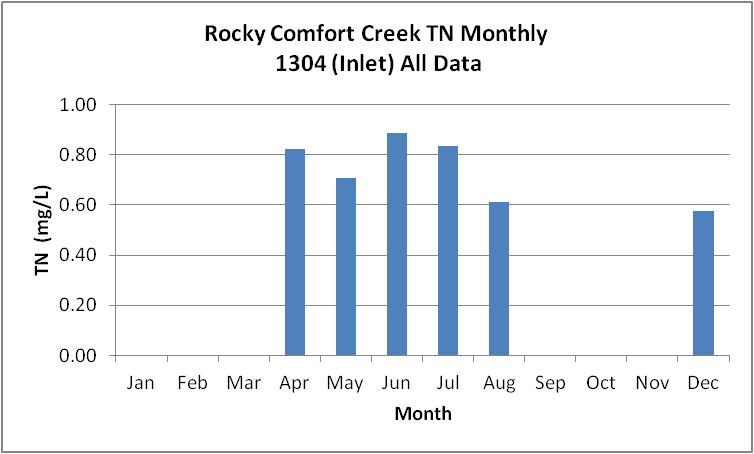 Rocky Comfort Creek TN Monthly
1304 (Inlet) All Data
1.00
0.80
0.60
0.40
0.20
0.00
TN (mg/L)
Jan Feb Mar Apr May Jun Jul Aug Sep Oct Nov Dec
Month